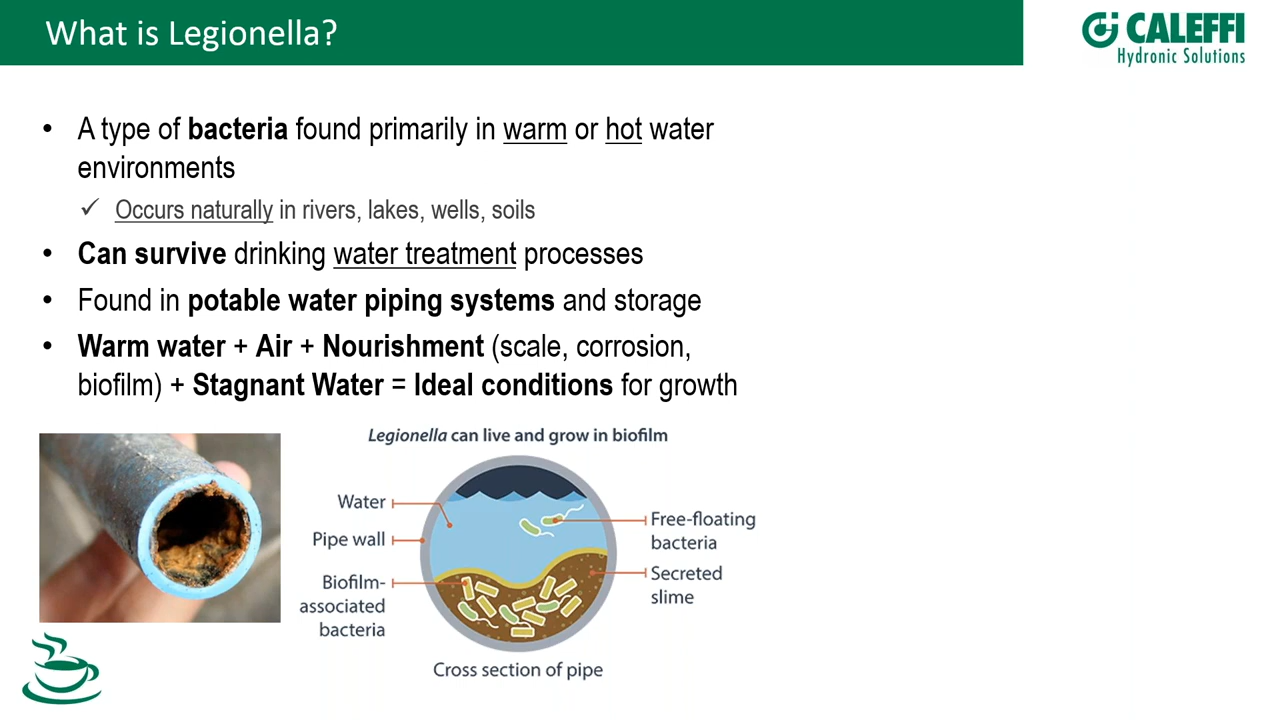 What is Legionella?
CALEFFI
Hydronic Solutions
• A type of bacteria found primarily in warm or hot water
environments
✓ Occurs naturally in rivers, lakes, wells, soils
• Can survive drinking water treatment processes
• Found in potable water piping systems and storage
• Warm water + Air + Nourishment (scale, corrosion,
biofilm) + Stagnant Water = Ideal conditions for growth
Legionella can live and grow in biofilm
Water
Pipe wall
Biofilm-
associated
bacteria
Free-floating
bacteria
Secreted
slime
Cross section of pipe